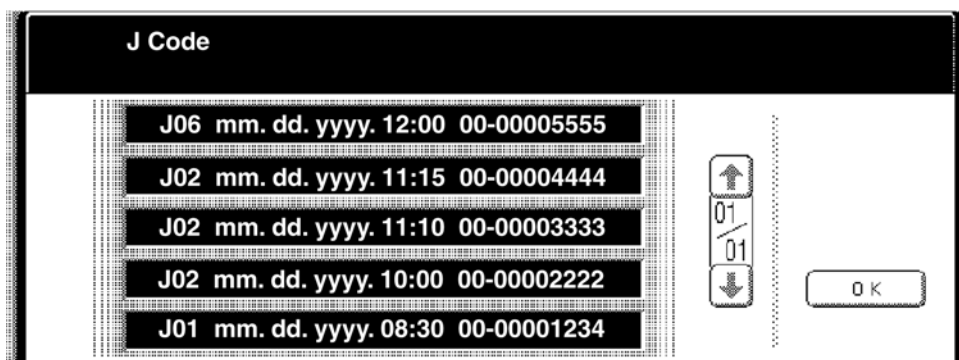 J Code
J06 mm. dd. yyyy. 12:00 00-00005555
J02 mm. dd. yyyy. 11:15 00-00004444
J02 mm. dd. yyyy. 11:10 00-00003333
J02 mm. dd. yyyy. 10:00 00-00002222
J01 mm. dd. yyyy. 08:30 00-00001234
01/01
OK